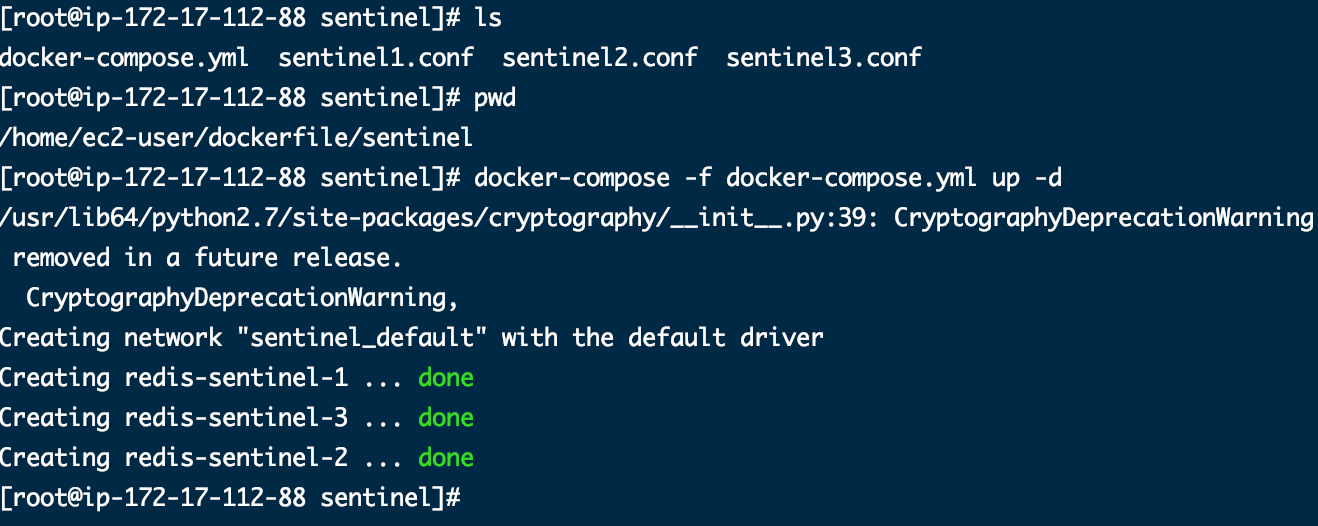 [root@ip-172-17-112-88 sentinel]# ls
docker-compose.yml  sentinel1.conf  sentinel2.conf  sentinel3.conf
[root@ip-172-17-112-88 sentinel]# pwd
/home/ec2-user/dockerfile/sentinel
[root@ip-172-17-112-88 sentinel]# docker-compose -f docker-compose.yml up -d
/usr/lib64/python2.7/site-packages/cryptography/__init__.py:39: CryptographyDeprecationWarning
 removed in a future release.
  CryptographyDeprecationWarning,
Creating network "sentinel_default" with the default driver
Creating redis-sentinel-1 ... done
Creating redis-sentinel-3 ... done
Creating redis-sentinel-2 ... done
[root@ip-172-17-112-88 sentinel]#